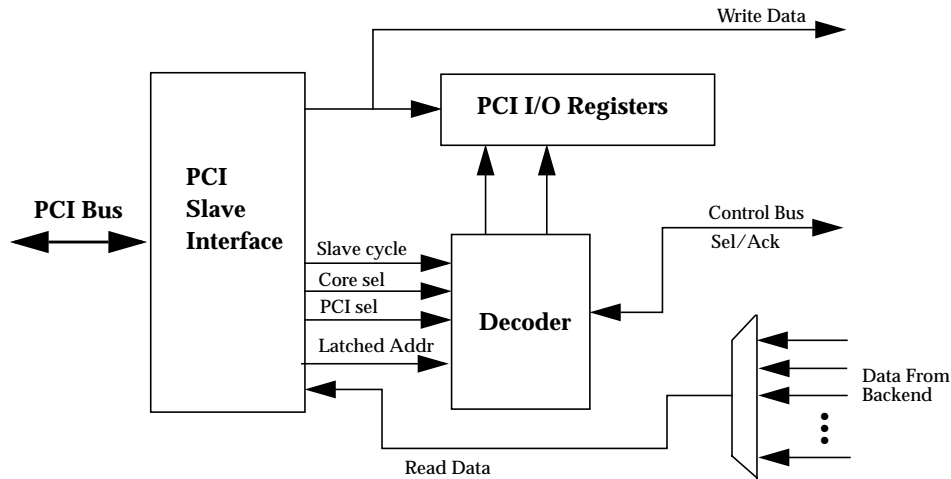 Write Data
PCI I/O Registers
PCI
Slave
Interface
PCI Bus
Control Bus
Sel/Ack
Slave cycle
Core sel
PCI sel
Latched Addr
Decoder
Data From
Backend
Read Data